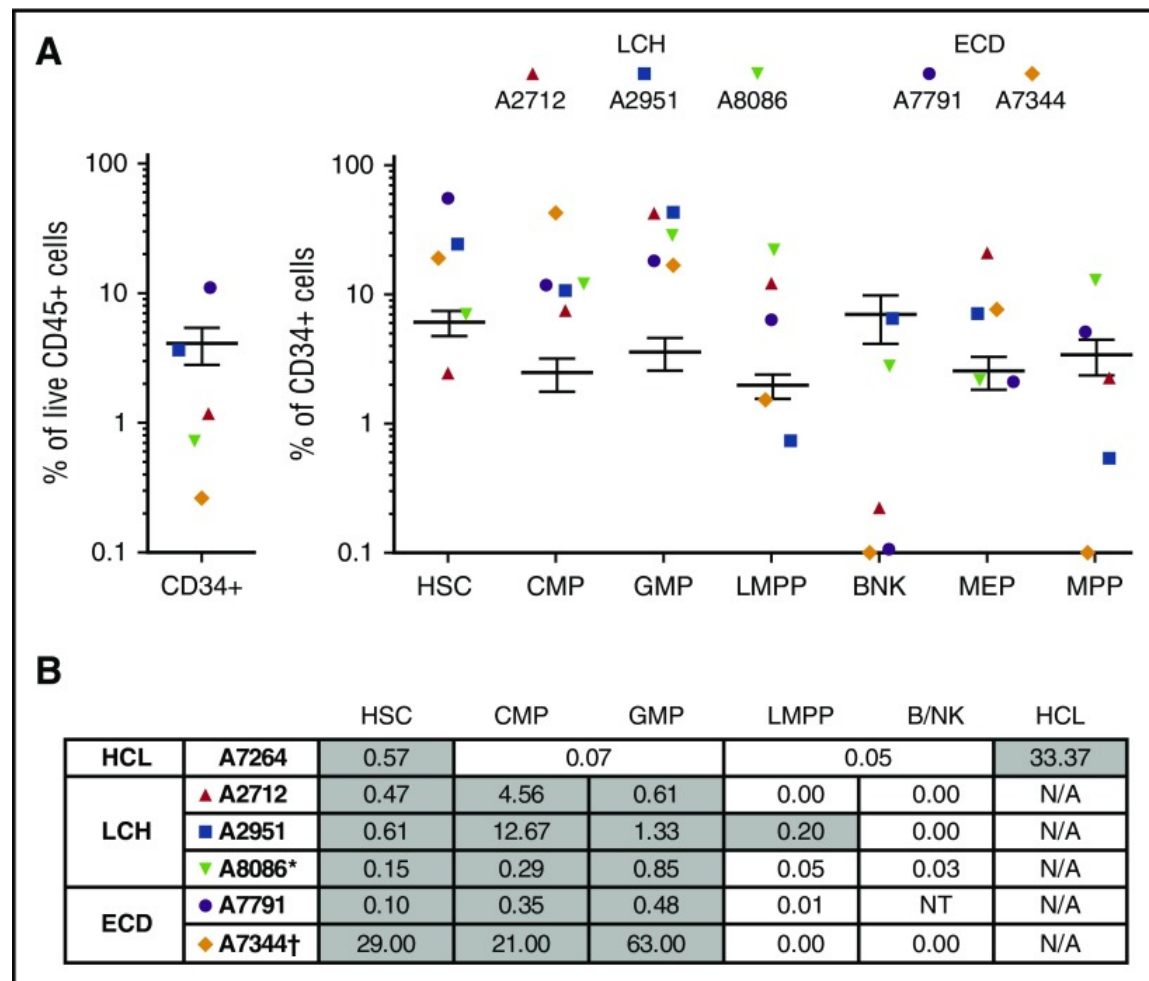 A
LCH ECD
A2712 A2951 A8086 A7791 A7344
% of live CD45+ cells
100
10
1
0.1
CD34+
% of CD34+ cells
100
10
1
0.1
HSC CMP GMP LMPP BNK MEP MPP
B
HSC CMP GMP LMPP B/NK HCL
HCL A7264 0.57 0.07 0.05 33.37
LCH
A2712 0.47 4.56 0.61 0.00 0.00 N/A
A2951 0.61 12.67 1.33 0.20 0.00 N/A
A8086* 0.15 0.29 0.85 0.05 0.03 N/A
ECD
A7791 0.10 0.35 0.48 0.01 NT N/A
A7344† 29.00 21.00 63.00 0.00 0.00 N/A